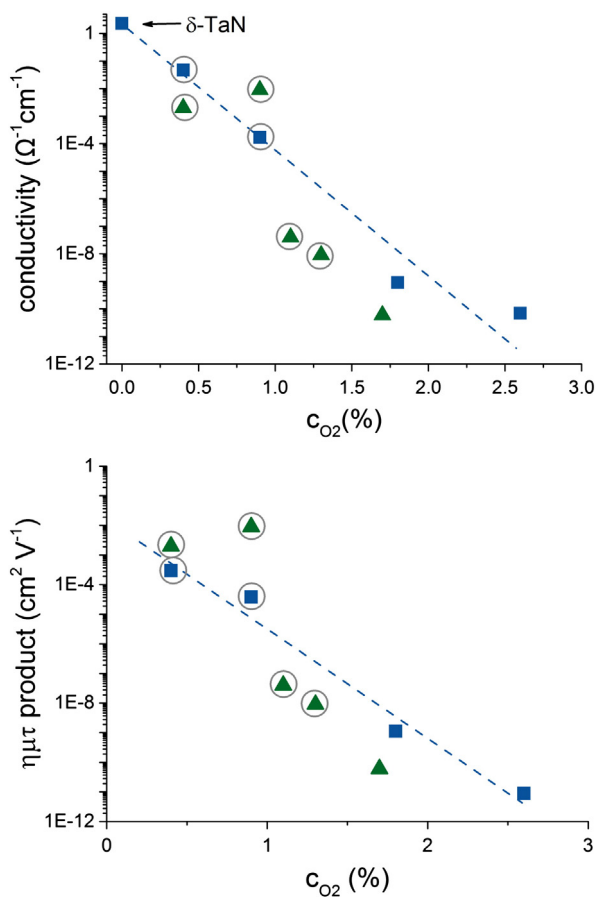 δ-TaN
1
1E-4
1E-8
1E-12
conductivity (Ω⁻¹cm⁻¹)
0.0 0.5 1.0 1.5 2.0 2.5 3.0
c_O2(%)
1
1E-4
1E-8
1E-12
ημτ product (cm² V⁻¹)
0 1 2 3
c_O2 (%)